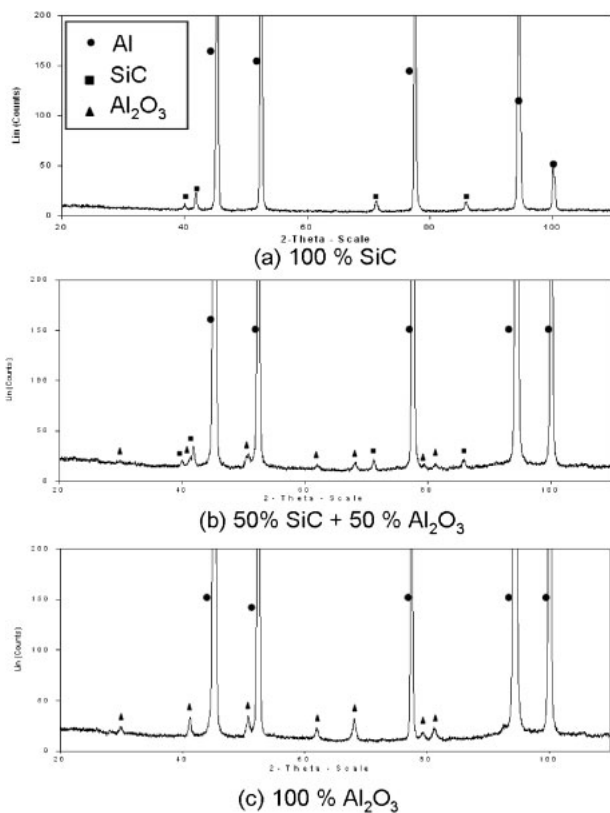 200
Al
SiC
Al₂O₃
150
100
50
0
Lin (Counts)
20 40 60 80 100
2-Theta - Scale
(a) 100 % SiC
200
150
100
50
0
Lin (Counts)
20 40 60 80 100
2-Theta - Scale
(b) 50% SiC + 50 % Al₂O₃
200
150
100
50
0
Lin (Counts)
20 40 60 80 100
2-Theta - Scale
(c) 100 % Al₂O₃